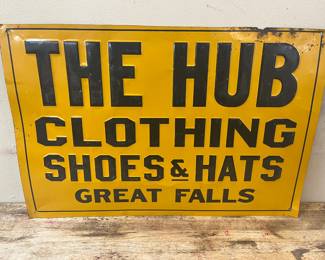 THE HUB
CLOTHING
SHOES & HATS
GREAT FALLS